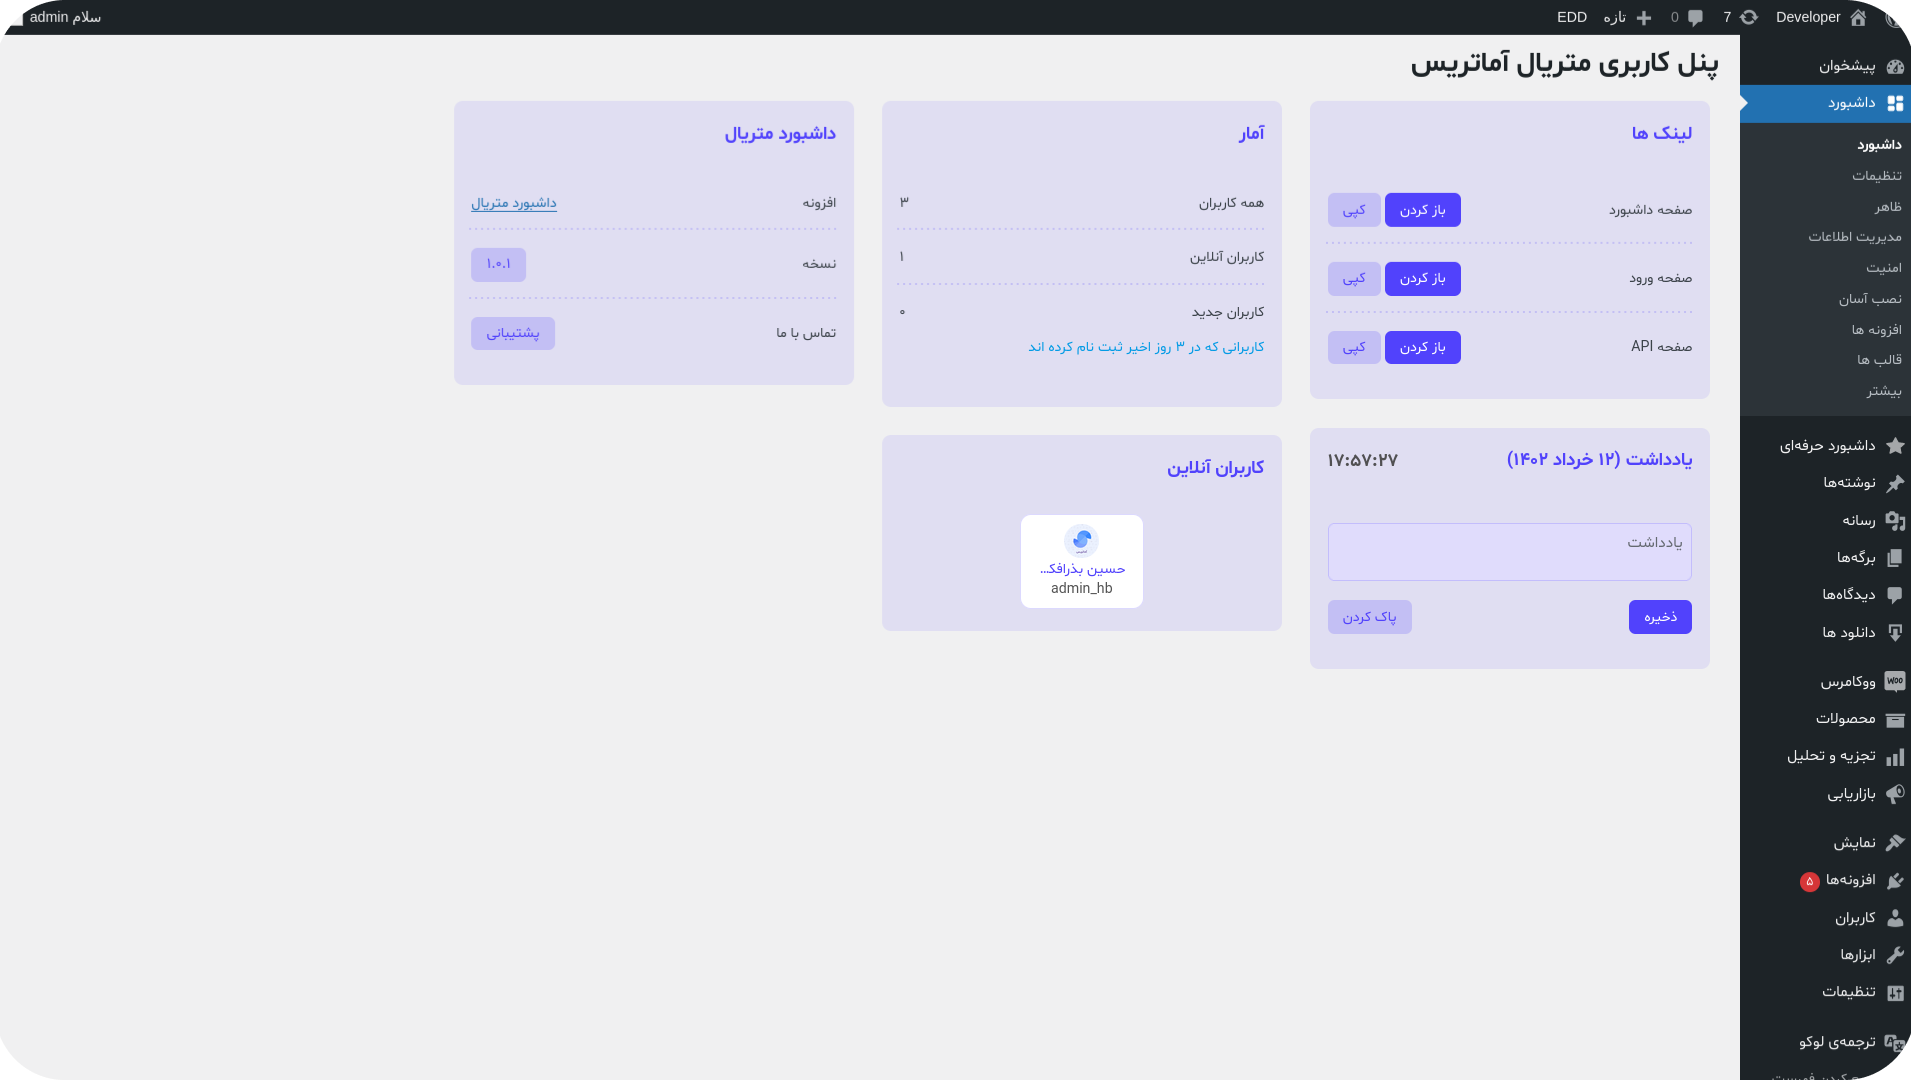 Developer
7
0
تازه
EDD
سلام admin
پیشخوان
داشبورد
داشبورد
تنظیمات
ظاهر
مدیریت اطلاعات
امنیت
نصب آسان
افزونه ها
قالب ها
بیشتر
داشبورد حرفه‌ای
نوشته‌ها
رسانه
برگه‌ها
دیدگاه‌ها
دانلود ها
ووکامرس
محصولات
تجزیه و تحلیل
بازاریابی
نمایش
افزونه‌ها ۵
کاربران
ابزارها
تنظیمات
ترجمه‌ی لوکو
پنل کاربری متریال آماتریس
لینک ها
صفحه داشبورد باز کردن کپی
صفحه ورود باز کردن کپی
صفحه API باز کردن کپی
یادداشت (۱۲ خرداد ۱۴۰۲) ۱۷:۵۷:۲۷
یادداشت
ذخیره پاک کردن
آمار
همه کاربران ۳
کاربران آنلاین ۱
کاربران جدید ۰
کاربرانی که در ۳ روز اخیر ثبت نام کرده اند
کاربران آنلاین
حسین بذرافک...
admin_hb
داشبورد متریال
افزونه داشبورد متریال
نسخه ۱.۰.۱
تماس با ما پشتیبانی